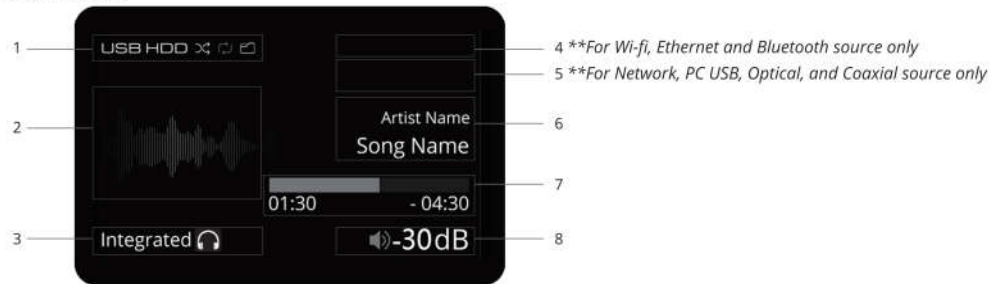 1
USB HDD
4 **For Wi-fi, Ethernet and Bluetooth source only
5 **For Network, PC USB, Optical, and Coaxial source only
2
Artist Name
6
Song Name
7
01:30 - 04:30
3
Integrated
-30dB
8